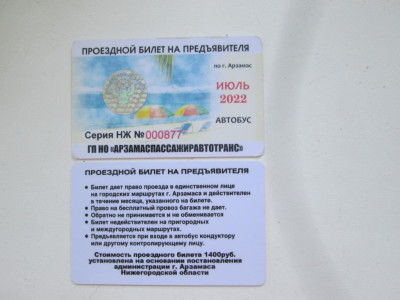 ПРОЕЗДНОЙ БИЛЕТ НА ПРЕДЪЯВИТЕЛЯ
по г. Арзамас
ИЮЛЬ
2022
АВТОБУС
Серия НЖ №000877
ГП НО «АРЗАМАСПАССАЖИРАВТОТРАНС»
ПРОЕЗДНОЙ БИЛЕТ НА ПРЕДЪЯВИТЕЛЯ
• Билет дает право проезда в единственном лице
на городских маршрутах г. Арзамаса и действителен
в течение месяца, указанного на билете.
• Право на бесплатный провоз багажа не дает.
• Обратно не принимается и не обменивается
• Билет недействителен на пригородных
и междугородных маршрутах.
• Предъявляется при входе в автобус кондуктору
или другому контролирующему лицу.
Стоимость проездного билета 1400руб.
установлена на основании постановления
администрации г. Арзамаса
Нижегородской области